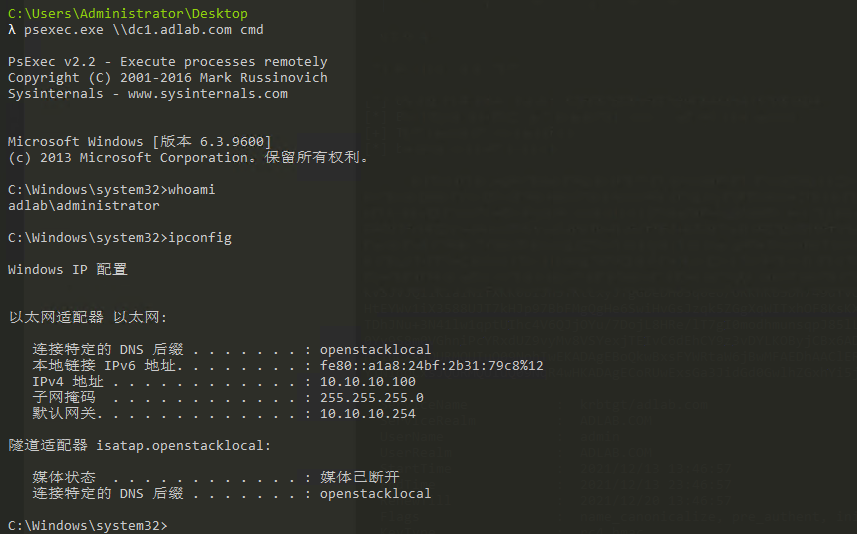 C:\Users\Administrator\Desktop
λ psexec.exe \\dc1.adlab.com cmd
PsExec v2.2 - Execute processes remotely
Copyright (C) 2001-2016 Mark Russinovich
Sysinternals - www.sysinternals.com
Microsoft Windows [版本 6.3.9600]
(c) 2013 Microsoft Corporation。保留所有权利。
C:\Windows\system32>whoami
adlab\administrator
C:\Windows\system32>ipconfig
Windows IP 配置
以太网适配器 以太网:
连接特定的 DNS 后缀 . . . . . . . : openstacklocal
本地链接 IPv6 地址. . . . . . . . : fe80::a1a8:24bf:2b31:79c8%12
IPv4 地址 . . . . . . . . . . . . : 10.10.10.100
子网掩码  . . . . . . . . . . . . : 255.255.255.0
默认网关. . . . . . . . . . . . . : 10.10.10.254
隧道适配器 isatap.openstacklocal:
媒体状态  . . . . . . . . . . . . : 媒体已断开
连接特定的 DNS 后缀 . . . . . . . : openstacklocal
C:\Windows\system32>